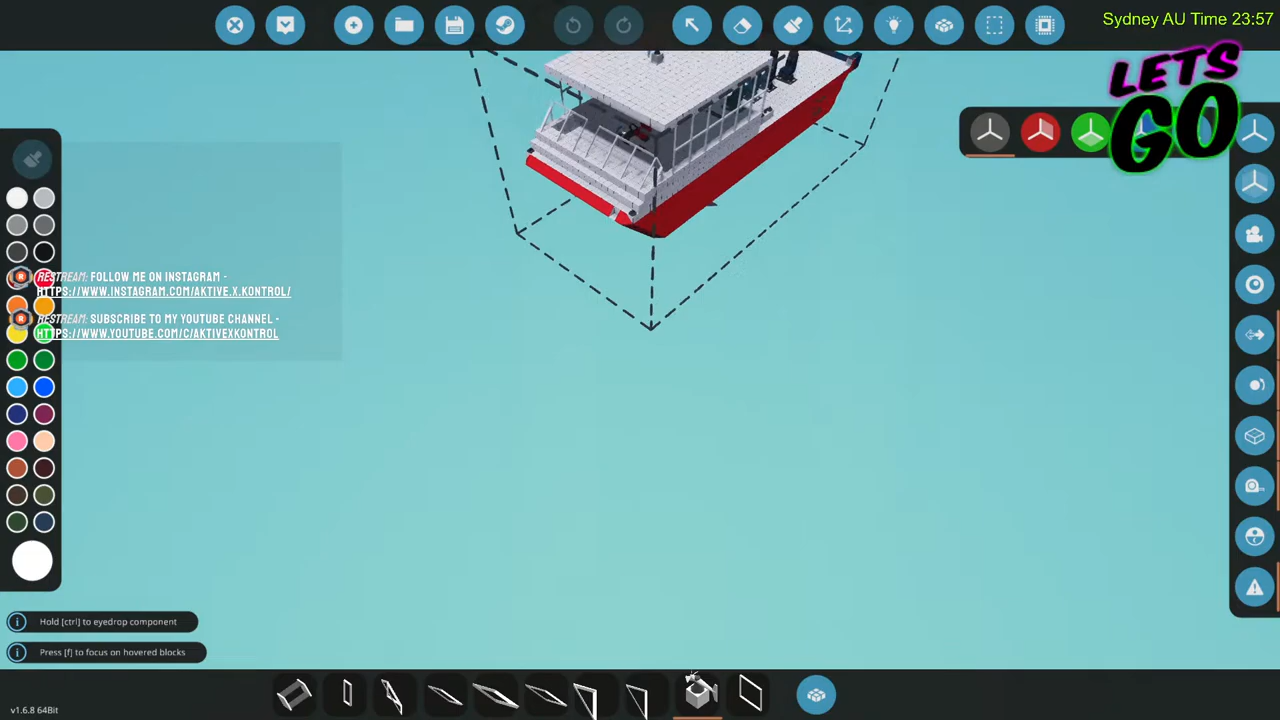 Sydney AU Time 23:57
LETS
GO
RESTREAM: FOLLOW ME ON INSTAGRAM -
HTTPS://WWW.INSTAGRAM.COM/AKTIVE.X.KONTROL/
RESTREAM: SUBSCRIBE TO MY YOUTUBE CHANNEL -
HTTPS://WWW.YOUTUBE.COM/C/AKTIVEXKONTROL
Hold [ctrl] to eyedrop component
Press [f] to focus on hovered blocks
v1.6.8 64Bit